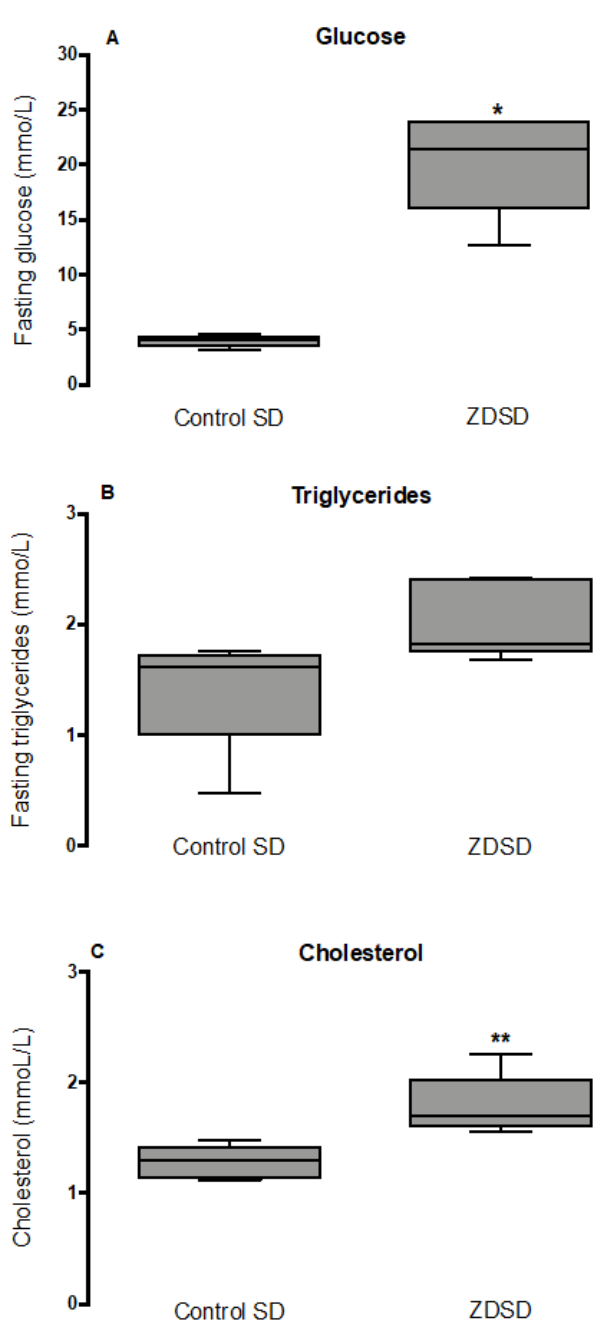 A Glucose
30
25
20
15
10
5
0
Fasting glucose (mmo/L)
*
Control SD ZDSD
B Triglycerides
3
2
1
0
Fasting triglycerides (mmo/L)
Control SD ZDSD
C Cholesterol
3
2
1
0
Cholesterol (mmoL/L)
**
Control SD ZDSD